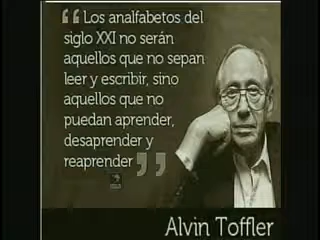 “Los analfabetos del
siglo XXI no serán
aquellos que no sepan
leer y escribir, sino
aquellos que no
puedan aprender,
desaprender y
reaprender”
Alvin Toffler